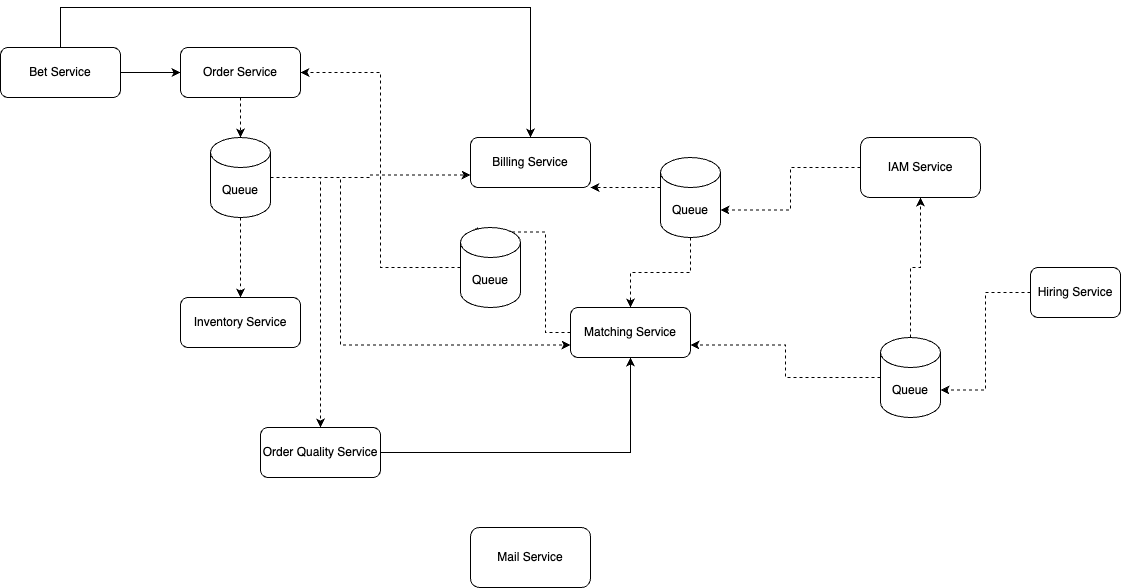 Bet Service
Order Service
Billing Service
IAM Service
Queue
Queue
Queue
Hiring Service
Inventory Service
Matching Service
Queue
Order Quality Service
Mail Service